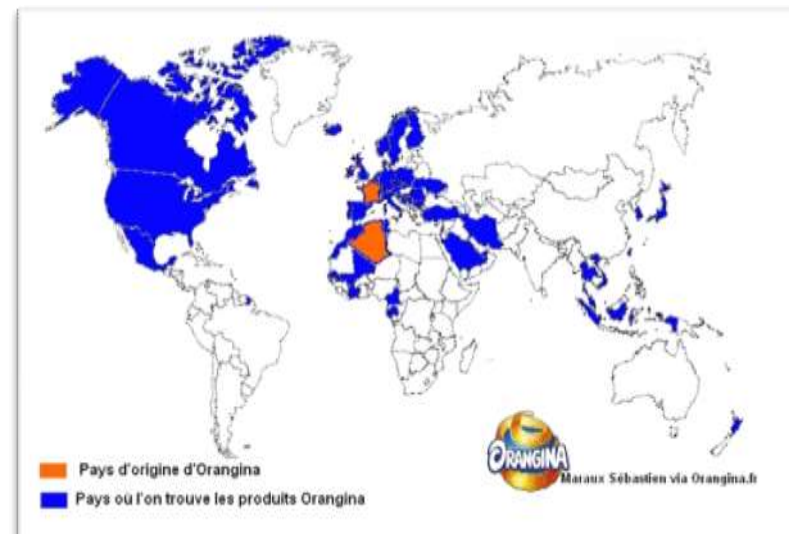 ORANGINA
Maraux Sébastien via Orangina.fr
Pays d'origine d'Orangina
Pays où l'on trouve les produits Orangina